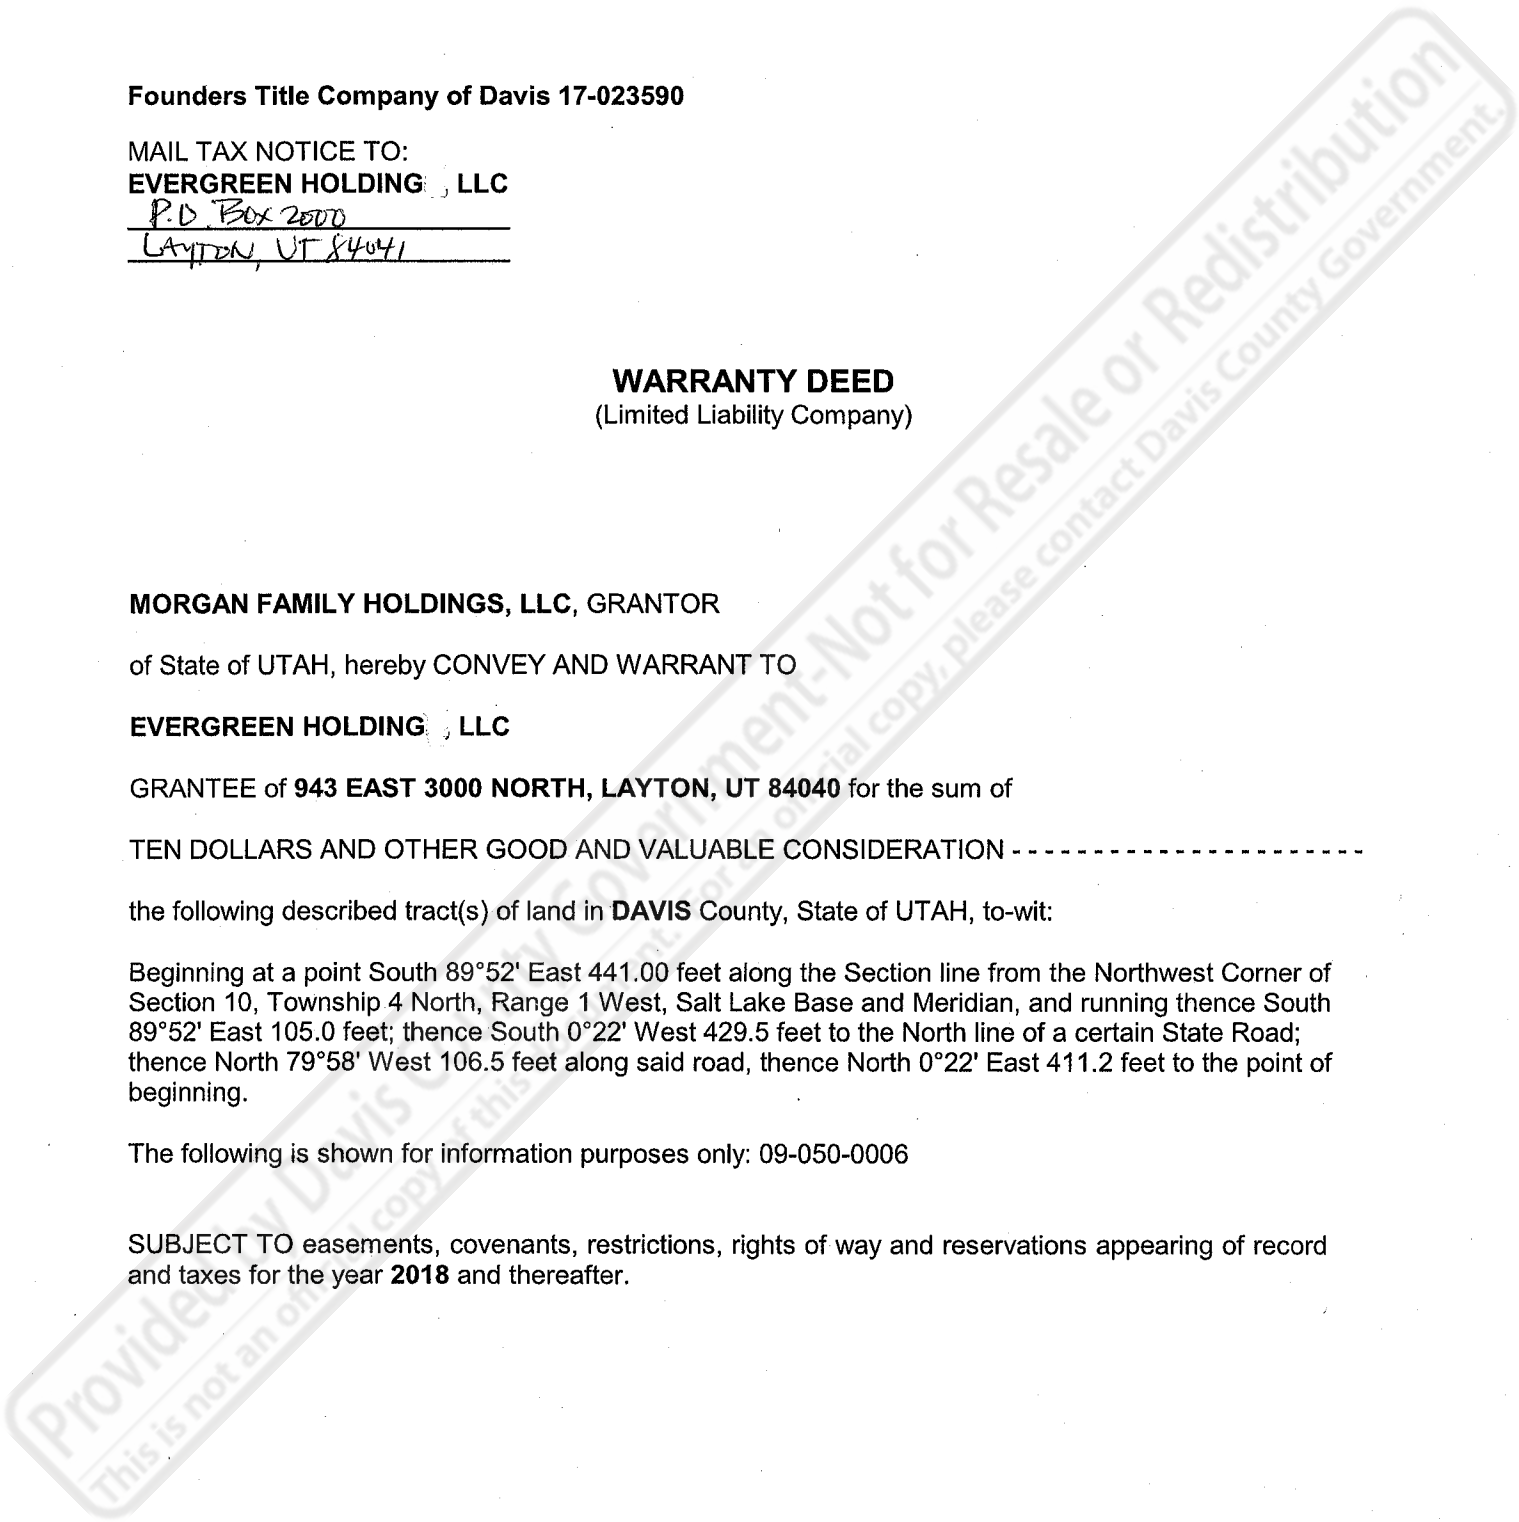 Founders Title Company of Davis 17-023590
MAIL TAX NOTICE TO:
EVERGREEN HOLDING , LLC
P.O. Box 2000
LAYTON, UT 84041
WARRANTY DEED
(Limited Liability Company)
MORGAN FAMILY HOLDINGS, LLC, GRANTOR
of State of UTAH, hereby CONVEY AND WARRANT TO
EVERGREEN HOLDING , LLC
GRANTEE of 943 EAST 3000 NORTH, LAYTON, UT 84040 for the sum of
TEN DOLLARS AND OTHER GOOD AND VALUABLE CONSIDERATION - - - - - - - - - - - - - - - - - - - - - -
the following described tract(s) of land in DAVIS County, State of UTAH, to-wit:
Beginning at a point South 89°52' East 441.00 feet along the Section line from the Northwest Corner of
Section 10, Township 4 North, Range 1 West, Salt Lake Base and Meridian, and running thence South
89°52' East 105.0 feet; thence South 0°22' West 429.5 feet to the North line of a certain State Road;
thence North 79°58' West 106.5 feet along said road, thence North 0°22' East 411.2 feet to the point of
beginning.
The following is shown for information purposes only: 09-050-0006
SUBJECT TO easements, covenants, restrictions, rights of way and reservations appearing of record
and taxes for the year 2018 and thereafter.
Provided by Davis County Government-Not for Resale or Redistribution
This is not an official copy of this document. For an official copy, please contact Davis County Government.